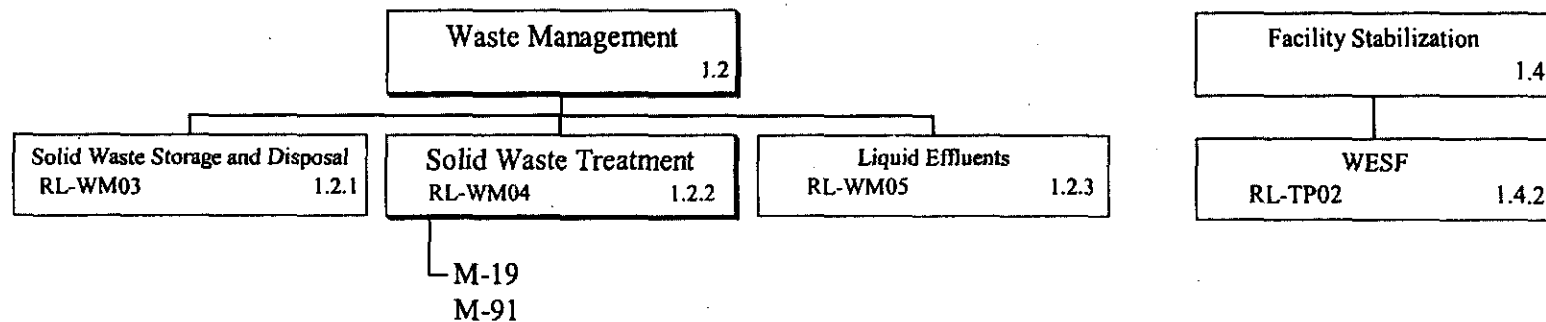 Waste Management
1.2
Facility Stabilization
1.4
Solid Waste Storage and Disposal
RL-WM03 1.2.1
Solid Waste Treatment
RL-WM04 1.2.2
Liquid Effluents
RL-WM05 1.2.3
WESF
RL-TP02 1.4.2
M-19
M-91